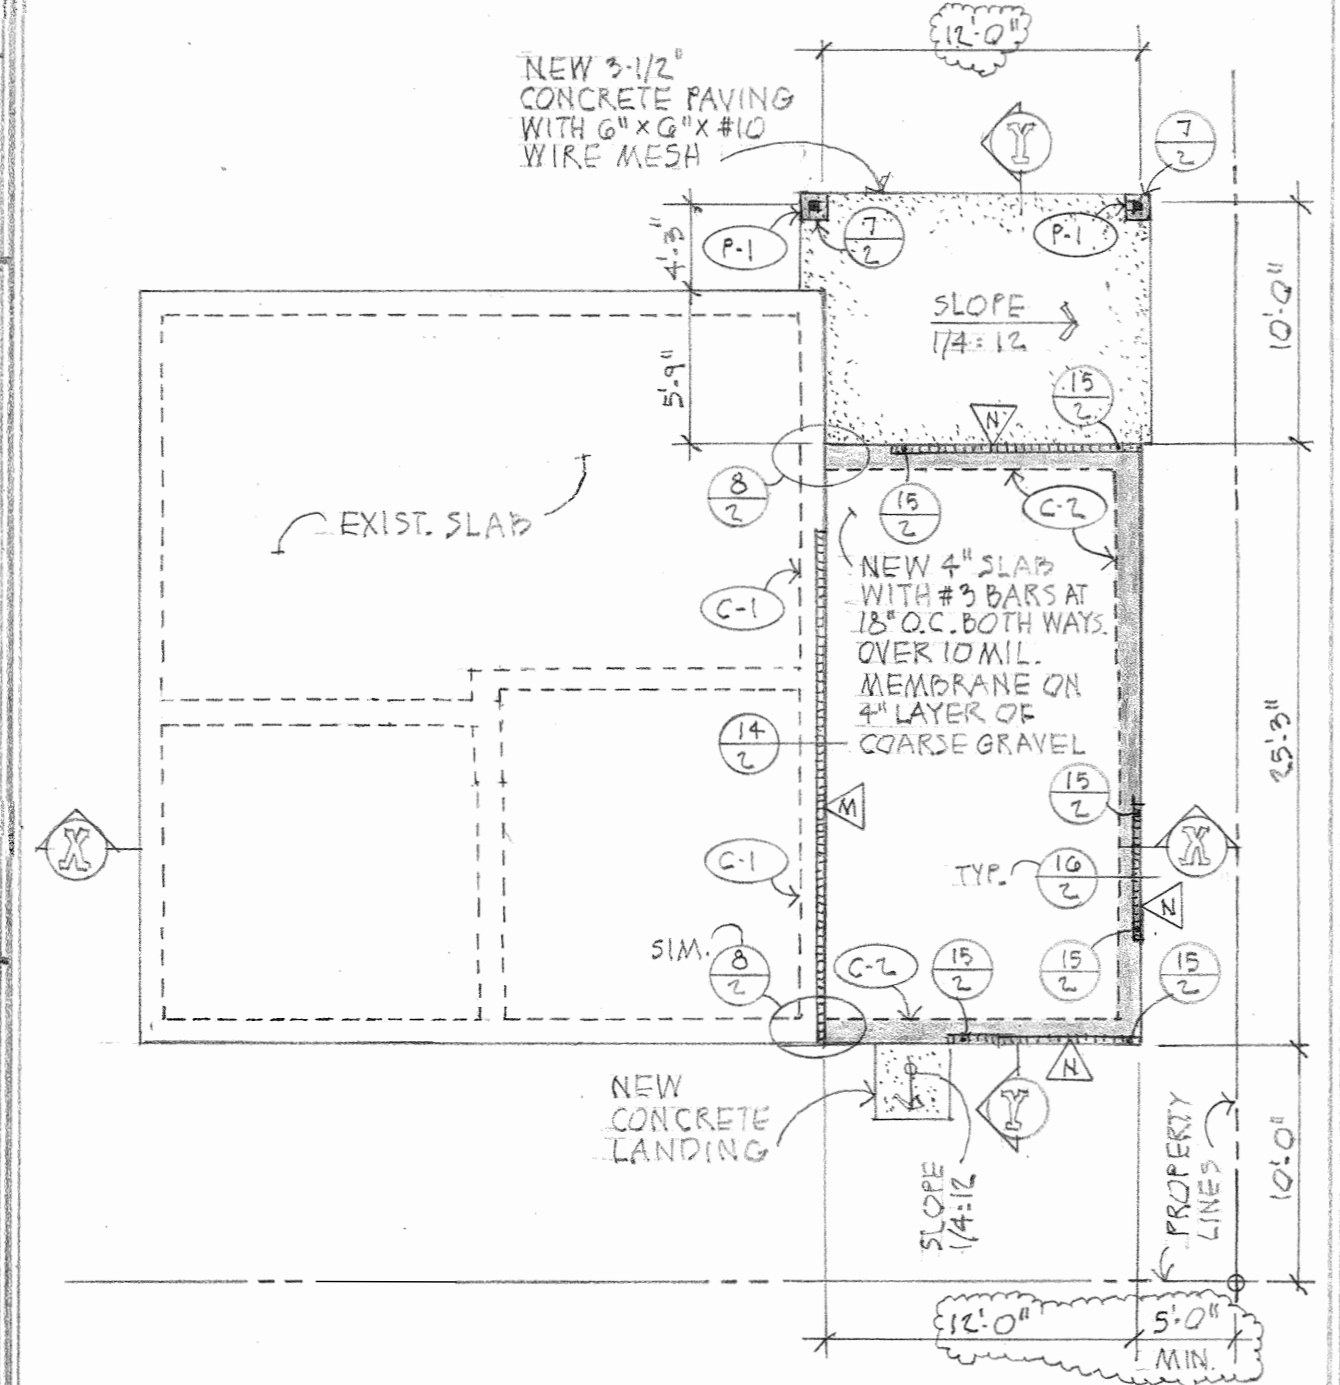 12'-0"
NEW 3-1/2"
CONCRETE PAVING
WITH 6" x 6" x #10
WIRE MESH
Y
7
2
P-1
7
2
P-1
4'-3"
SLOPE
1/4:12
10'-0"
5'-9"
15
2
N
8
2
15
2
C-2
EXIST. SLAB
C-1
NEW 4" SLAB
WITH #3 BARS AT
18" O.C. BOTH WAYS.
OVER 10 MIL.
MEMBRANE ON
4" LAYER OF
COARSE GRAVEL
14
2
25'-3"
M
15
2
X
X
C-1
TYP.
16
2
N
SIM.
8
2
C-2
15
2
15
2
15
2
NEW
CONCRETE
LANDING
N
Y
SLOPE
1/4:12
PROPERTY
LINES
10'-0"
12'-0"
5'-0"
MIN.